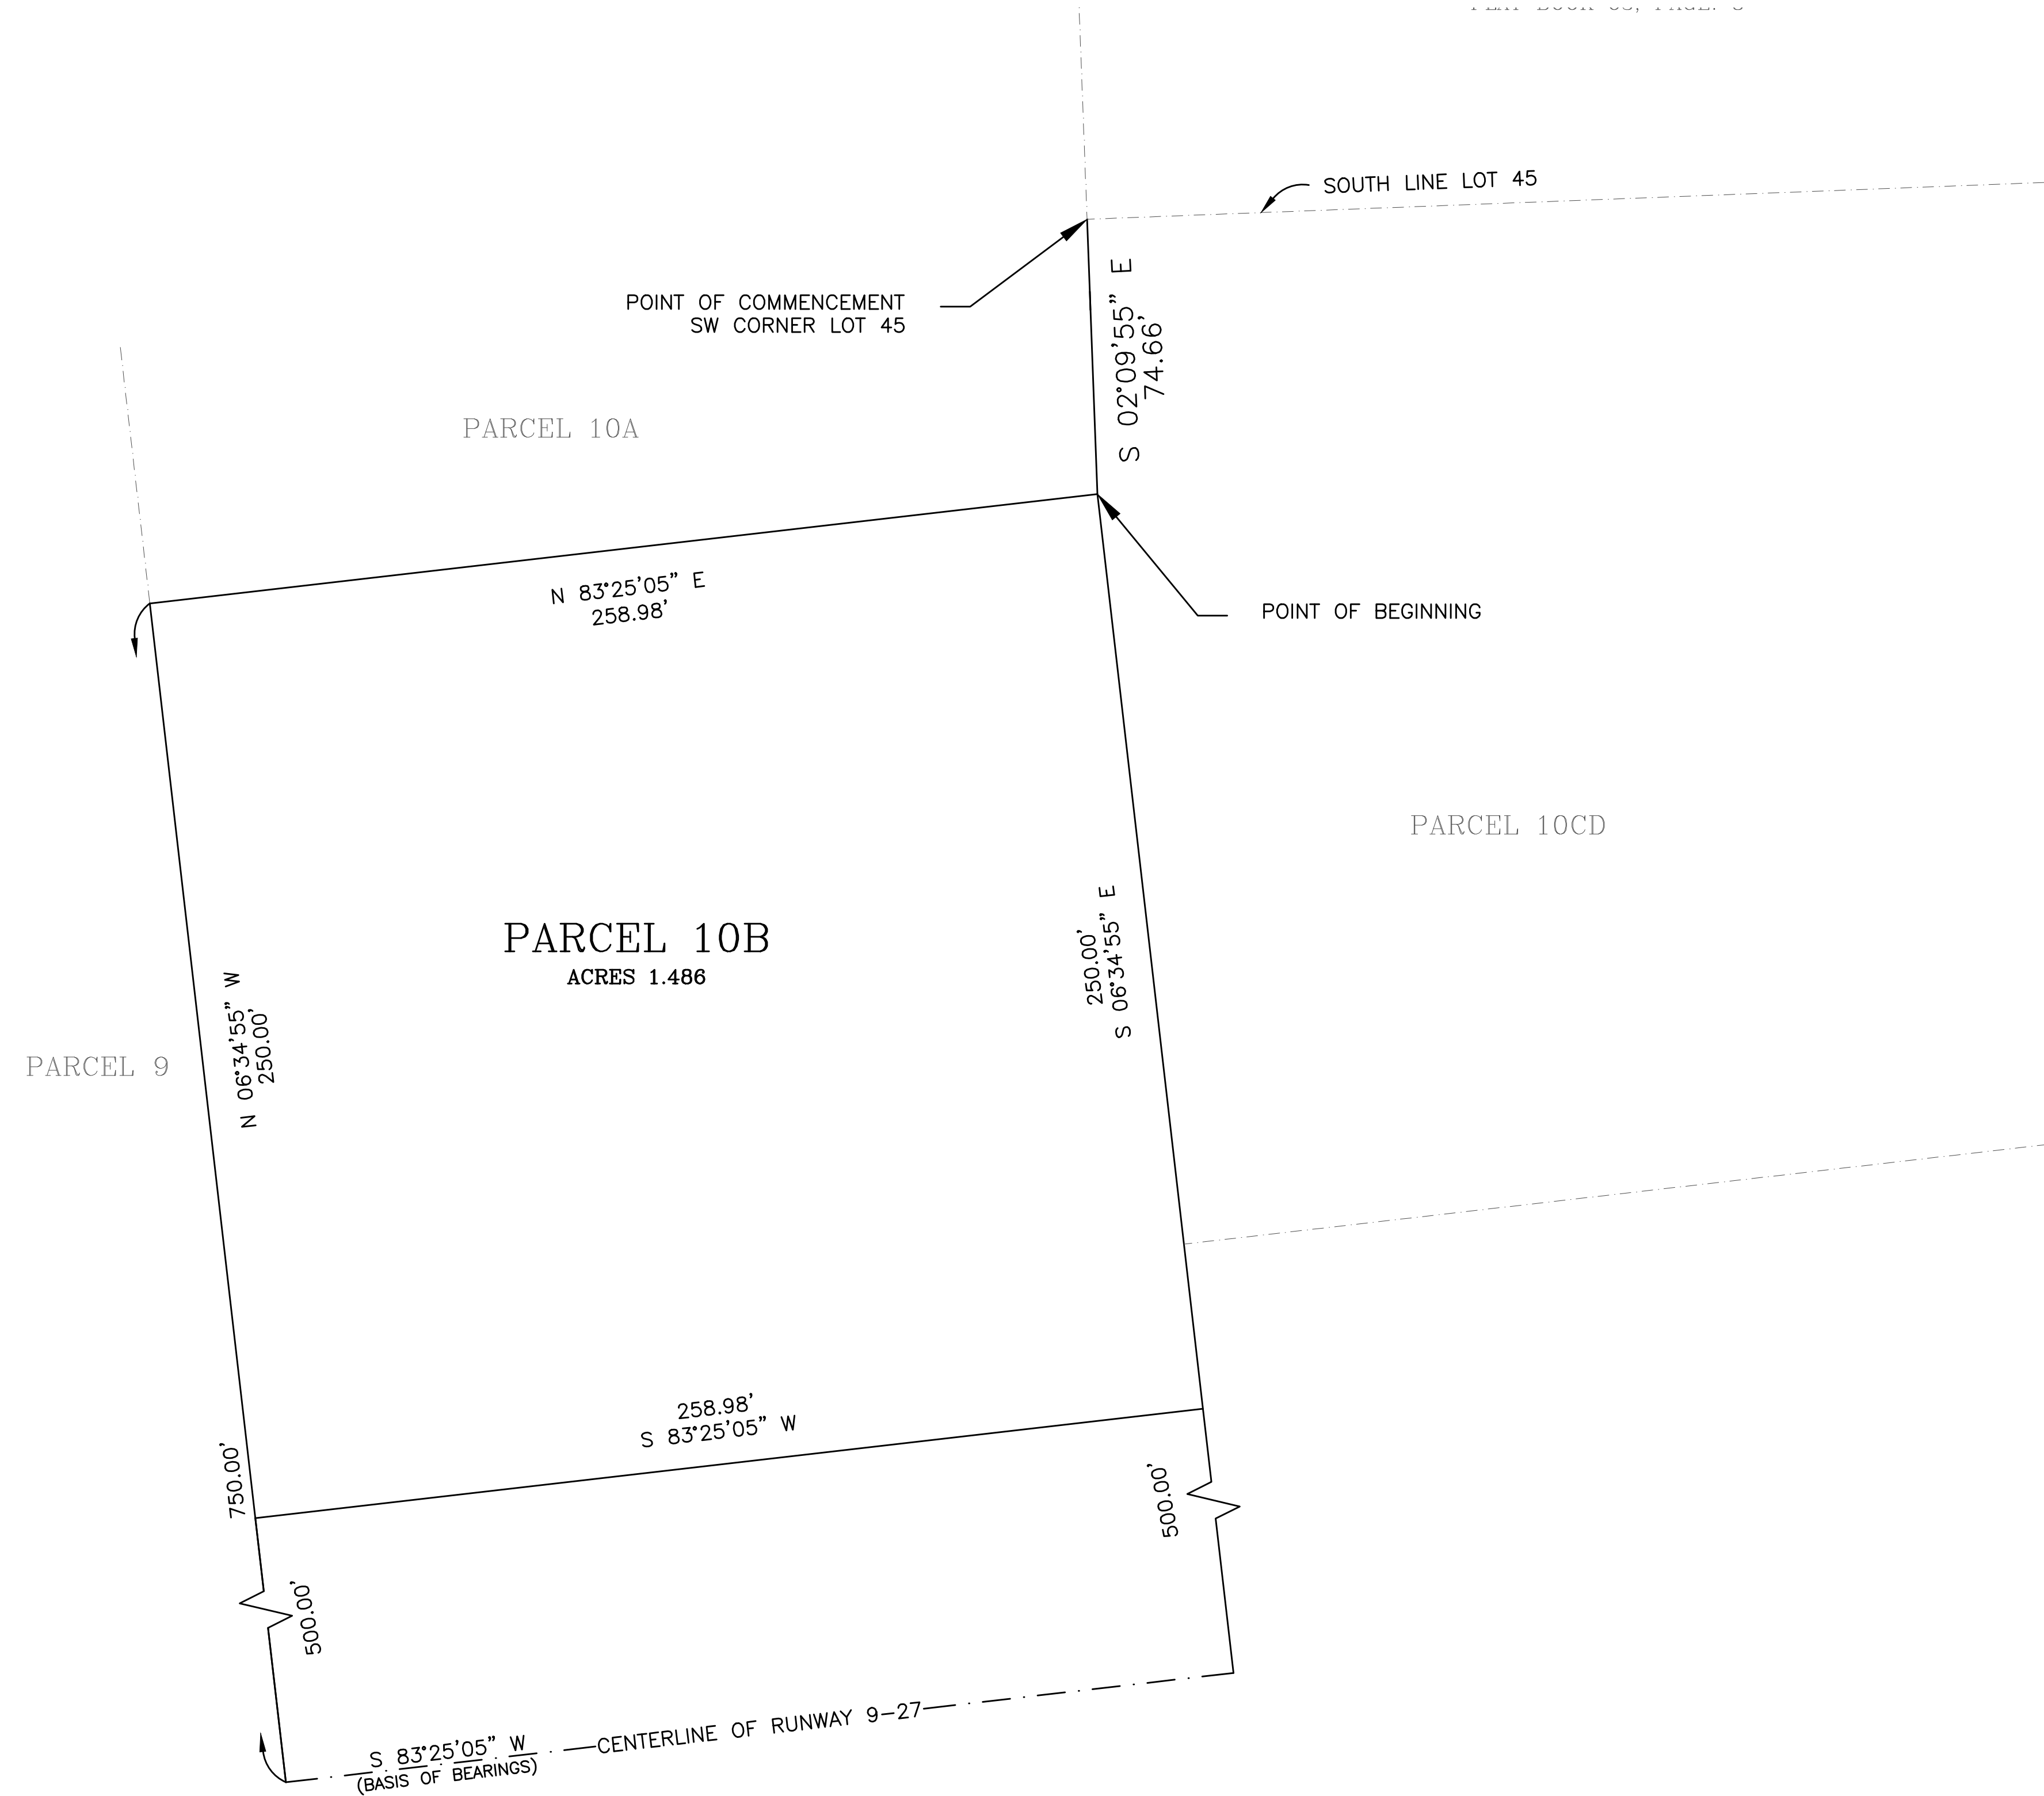 SOUTH LINE LOT 45
POINT OF COMMENCEMENT
SW CORNER LOT 45
S 02°09'55" E
74.66'
PARCEL 10A
N 83°25'05" E
258.98'
POINT OF BEGINNING
PARCEL 10CD
PARCEL 10B
ACRES 1.486
250.00'
S 06°34'55" E
N 06°34'55" W
250.00'
PARCEL 9
258.98'
S 83°25'05" W
750.00'
500.00'
500.00'
CENTERLINE OF RUNWAY 9-27
S 83°25'05" W
(BASIS OF BEARINGS)